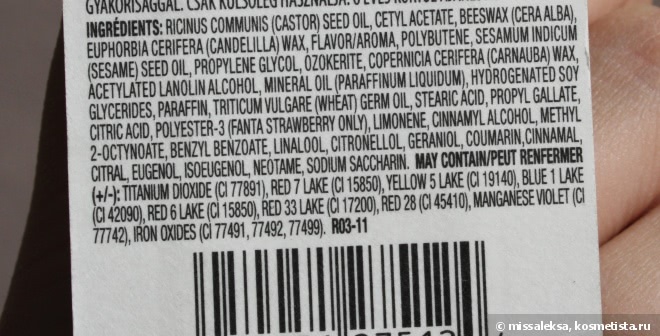 GYAKORISÁGGAL. CSAK KÜLSŐLEG HASZNÁLJA.
INGRÉDIENTS: RICINUS COMMUNIS (CASTOR) SEED OIL, CETYL ACETATE, BEESWAX (CERA ALBA),
EUPHORBIA CERIFERA (CANDELILLA) WAX, FLAVOR/AROMA, POLYBUTENE, SESAMUM INDICUM
(SESAME) SEED OIL, PROPYLENE GLYCOL, OZOKERITE, COPERNICIA CERIFERA (CARNAUBA) WAX,
ACETYLATED LANOLIN ALCOHOL, MINERAL OIL (PARAFFINUM LIQUIDUM), HYDROGENATED SOY
GLYCERIDES, PARAFFIN, TRITICUM VULGARE (WHEAT) GERM OIL, STEARIC ACID, PROPYL GALLATE,
CITRIC ACID, POLYESTER-3 (FANTA STRAWBERRY ONLY), LIMONENE, CINNAMYL ALCOHOL, METHYL
2-OCTYNOATE, BENZYL BENZOATE, LINALOOL, CITRONELLOL, GERANIOL, COUMARIN, CINNAMAL,
CITRAL, EUGENOL, ISOEUGENOL, NEOTAME, SODIUM SACCHARIN. MAY CONTAIN/PEUT RENFERMER
(+/-): TITANIUM DIOXIDE (CI 77891), RED 7 LAKE (CI 15850), YELLOW 5 LAKE (CI 19140), BLUE 1 LAKE
(CI 42090), RED 6 LAKE (CI 15850), RED 33 LAKE (CI 17200), RED 28 (CI 45410), MANGANESE VIOLET (CI
77742), IRON OXIDES (CI 77491, 77492, 77499). R03-11
© missaleksa, kosmetista.ru